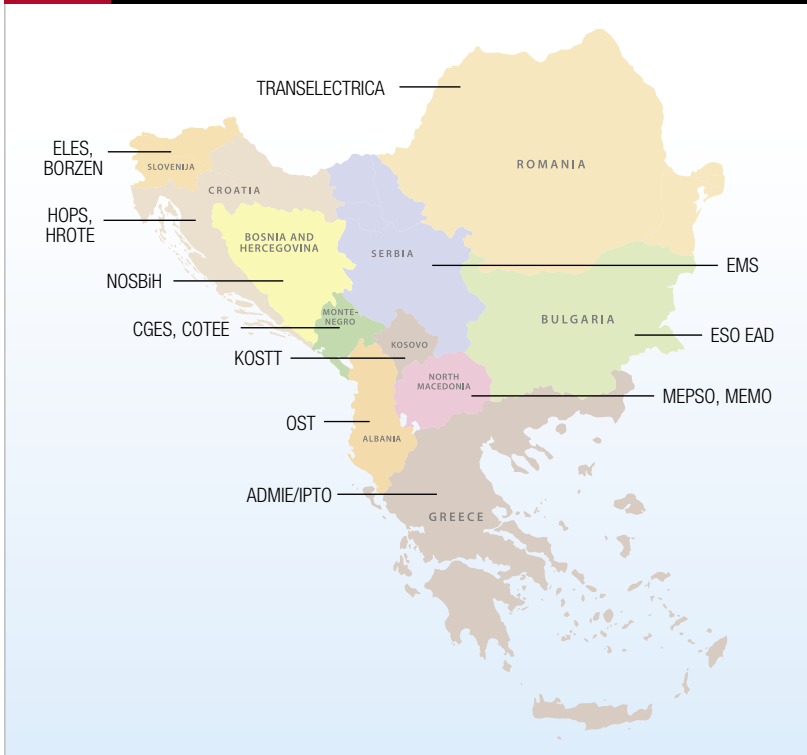 TRANSELECTRICA
ELES,
BORZEN
SLOVENIJA
ROMANIA
CROATIA
HOPS,
HROTE
BOSNIA AND
HERCEGOVINA
SERBIA
EMS
NOSBiH
MONTE-
NEGRO
BULGARIA
CGES, COTEE
ESO EAD
KOSOVO
KOSTT
NORTH
MACEDONIA
MEPSO, MEMO
OST
ALBANIA
ADMIE/IPTO
GREECE